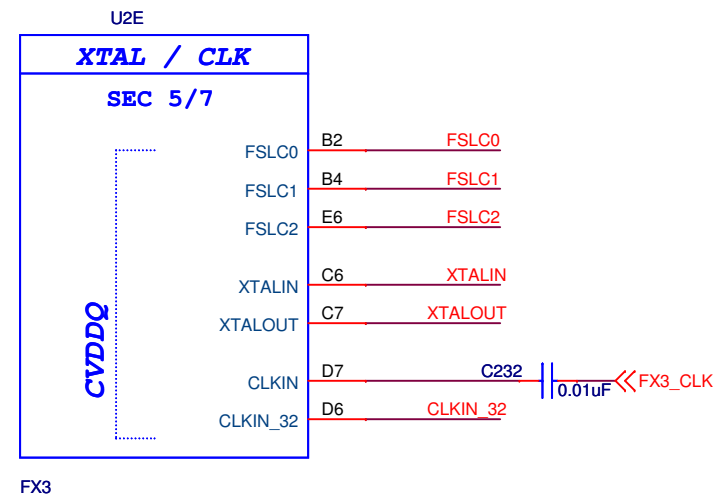 U2E
XTAL / CLK
SEC 5/7
FSLC0 B2 FSLC0
FSLC1 B4 FSLC1
FSLC2 E6 FSLC2
XTALIN C6 XTALIN
XTALOUT C7 XTALOUT
CVDDQ
CLKIN D7 C232 0.01uF FX3_CLK
CLKIN_32 D6 CLKIN_32
FX3